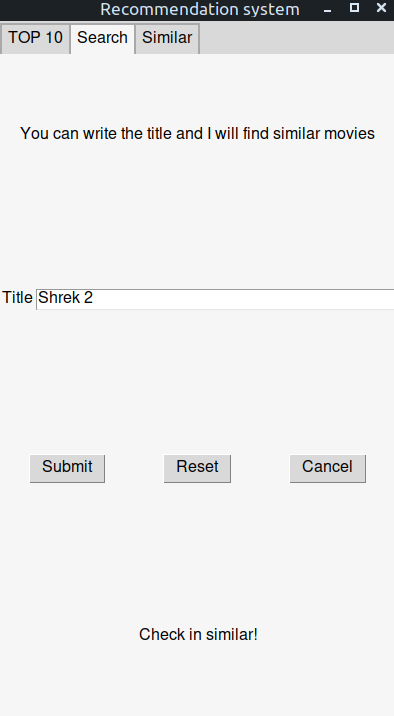 Recommendation system
TOP 10 Search Similar
You can write the title and I will find similar movies
Title Shrek 2
Submit Reset Cancel
Check in similar!